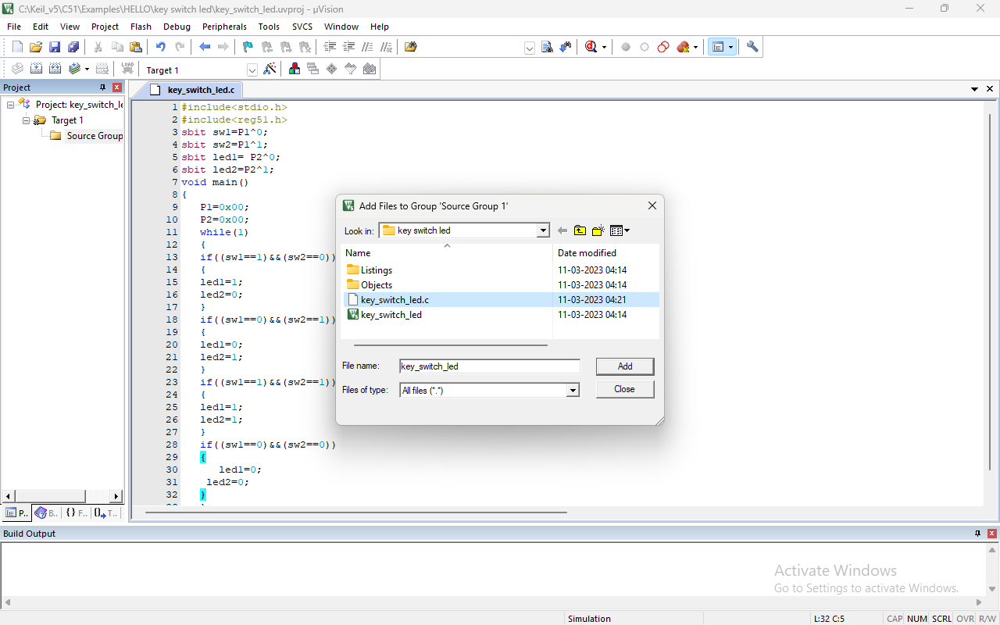 C:\Keil_v5\C51\Examples\HELLO\key switch led\key_switch_led.uvproj - µVision
File Edit View Project Flash Debug Peripherals Tools SVCS Window Help
LOAD Target 1
Project
key_switch_led.c
Project: key_switch_le
Target 1
Source Group
1 #include<stdio.h>
2 #include<reg51.h>
3 sbit sw1=P1^0;
4 sbit sw2=P1^1;
5 sbit led1= P2^0;
6 sbit led2=P2^1;
7 void main()
8 {
9 P1=0x00;
10 P2=0x00;
11 while(1)
12 {
13 if((sw1==1)&&(sw2==0))
14 {
15 led1=1;
16 led2=0;
17 }
18 if((sw1==0)&&(sw2==1))
19 {
20 led1=0;
21 led2=1;
22 }
23 if((sw1==1)&&(sw2==1))
24 {
25 led1=1;
26 led2=1;
27 }
28 if((sw1==0)&&(sw2==0))
29 {
30 led1=0;
31 led2=0;
32 }
Add Files to Group 'Source Group 1'
Look in: key switch led
Name Date modified
Listings 11-03-2023 04:14
Objects 11-03-2023 04:14
key_switch_led.c 11-03-2023 04:21
key_switch_led 11-03-2023 04:14
File name: key_switch_led Add
Files of type: All files (*.*) Close
P.. B.. {} F.. T..
Build Output
Activate Windows
Go to Settings to activate Windows.
Simulation L:32 C:5 CAP NUM SCRL OVR R/W